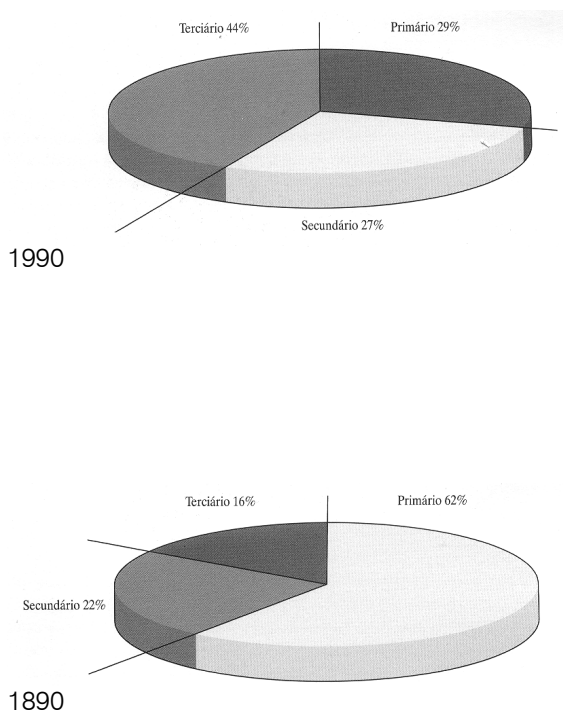 Terciário 44%
Primário 29%
Secundário 27%
1990
Terciário 16%
Primário 62%
Secundário 22%
1890